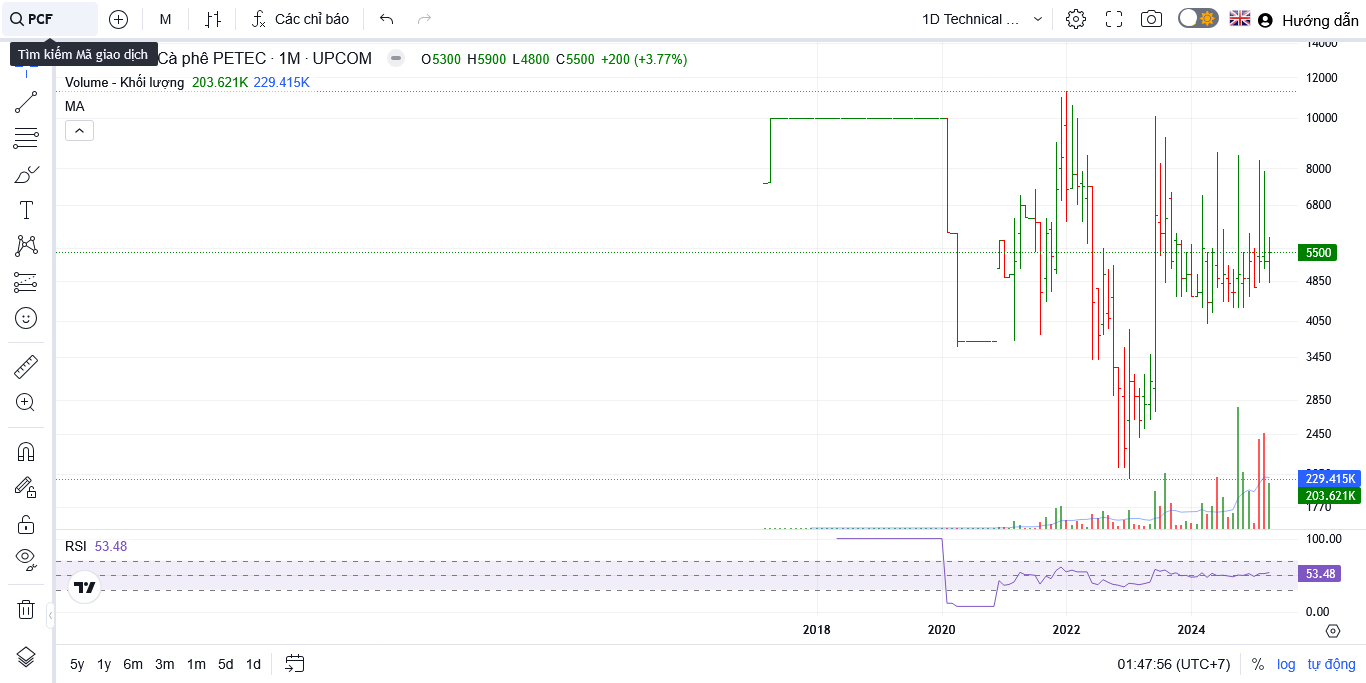 PCF
M
Các chỉ báo
1D Technical ...
Hướng dẫn
Tìm kiếm Mã giao dịch
Cà phê PETEC · 1M · UPCOM
O5300 H5900 L4800 C5500 +200 (+3.77%)
Volume - Khối lượng 203.621K 229.415K
MA
14000
12000
10000
8000
6800
5500
4850
4050
3450
2850
2450
229.415K
203.621K
1770
RSI 53.48
100.00
53.48
0.00
2018 2020 2022 2024
5y 1y 6m 3m 1m 5d 1d
01:47:56 (UTC+7) % log tự động